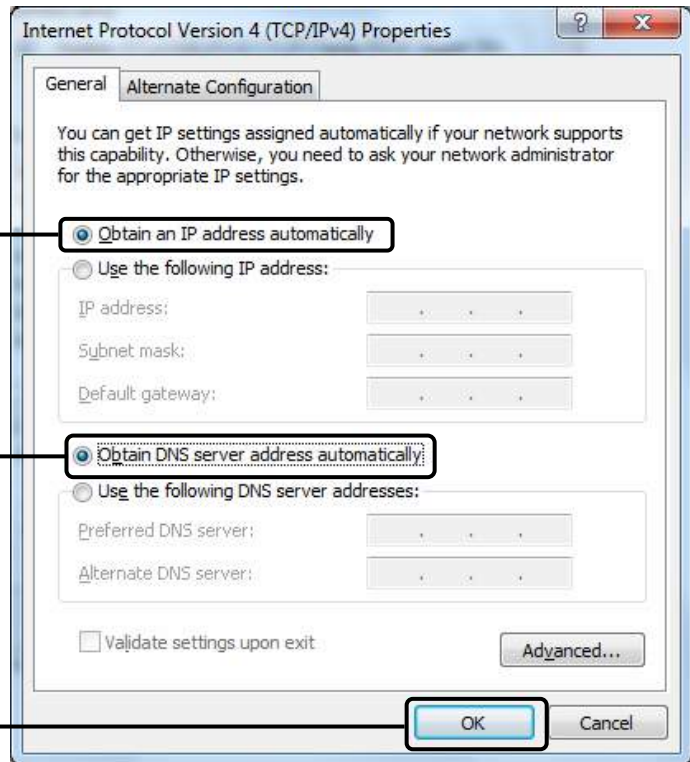 Internet Protocol Version 4 (TCP/IPv4) Properties
General
Alternate Configuration
You can get IP settings assigned automatically if your network supports
this capability. Otherwise, you need to ask your network administrator
for the appropriate IP settings.
Obtain an IP address automatically
Use the following IP address:
IP address:
Subnet mask:
Default gateway:
Obtain DNS server address automatically
Use the following DNS server addresses:
Preferred DNS server:
Alternate DNS server:
Validate settings upon exit
Advanced...
OK
Cancel